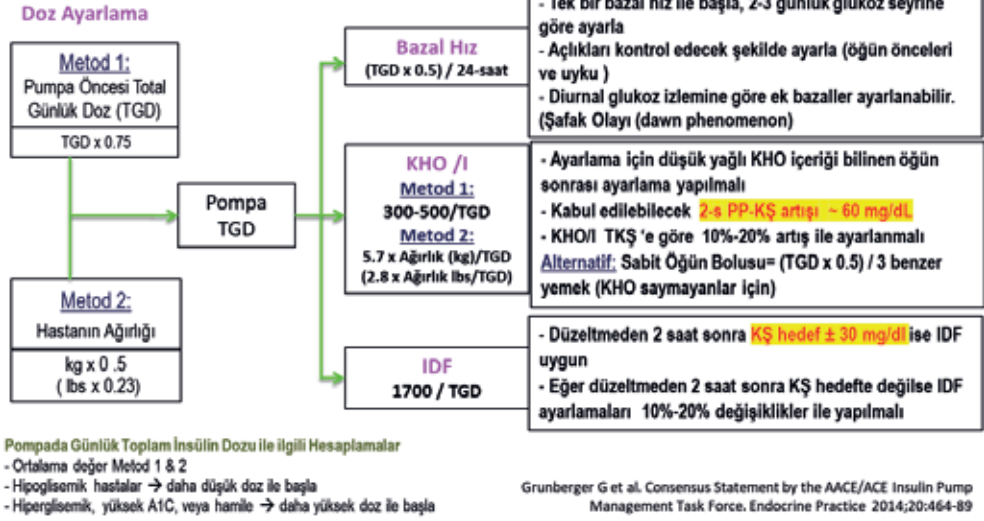 Doz Ayarlama
Metod 1:
Pumpa Öncesi Total
Günlük Doz (TGD)
TGD x 0.75
Metod 2:
Hastanın Ağırlığı
kg x 0 .5
( lbs x 0.23)
Pompa
TGD
Bazal Hız
(TGD x 0.5) / 24-saat
- Tek bir bazal hız ile başla, 2-3 günlük glukoz seyrine
göre ayarla
- Açlıkları kontrol edecek şekilde ayarla (öğün önceleri
ve uyku )
- Diurnal glukoz izlemine göre ek bazaller ayarlanabilir.
(Şafak Olayı (dawn phenomenon)
KHO /I
Metod 1:
300-500/TGD
Metod 2:
5.7 x Ağırlık (kg)/TGD
(2.8 x Ağırlık lbs/TGD)
- Ayarlama için düşük yağlı KHO içeriği bilinen öğün
sonrası ayarlama yapılmalı
- Kabul edilebilecek 2-s PP-KŞ artışı ~ 60 mg/dL
- KHO/I TKŞ 'e göre 10%-20% artış ile ayarlanmalı
Alternatif: Sabit Öğün Bolusu= (TGD x 0.5) / 3 benzer
yemek (KHO saymayanlar için)
IDF
1700 / TGD
- Düzeltmeden 2 saat sonra KŞ hedef ± 30 mg/dl ise IDF
uygun
- Eğer düzeltmeden 2 saat sonra KŞ hedefte değilse IDF
ayarlamaları 10%-20% değişiklikler ile yapılmalı
Pompada Günlük Toplam İnsülin Dozu ile ilgili Hesaplamalar
- Ortalama değer Metod 1 & 2
- Hipoglisemik hastalar → daha düşük doz ile başla
- Hiperglisemik, yüksek A1C, veya hamile → daha yüksek doz ile başla
Grunberger G et al. Consensus Statement by the AACE/ACE Insulin Pump
Management Task Force. Endocrine Practice 2014;20:464-89